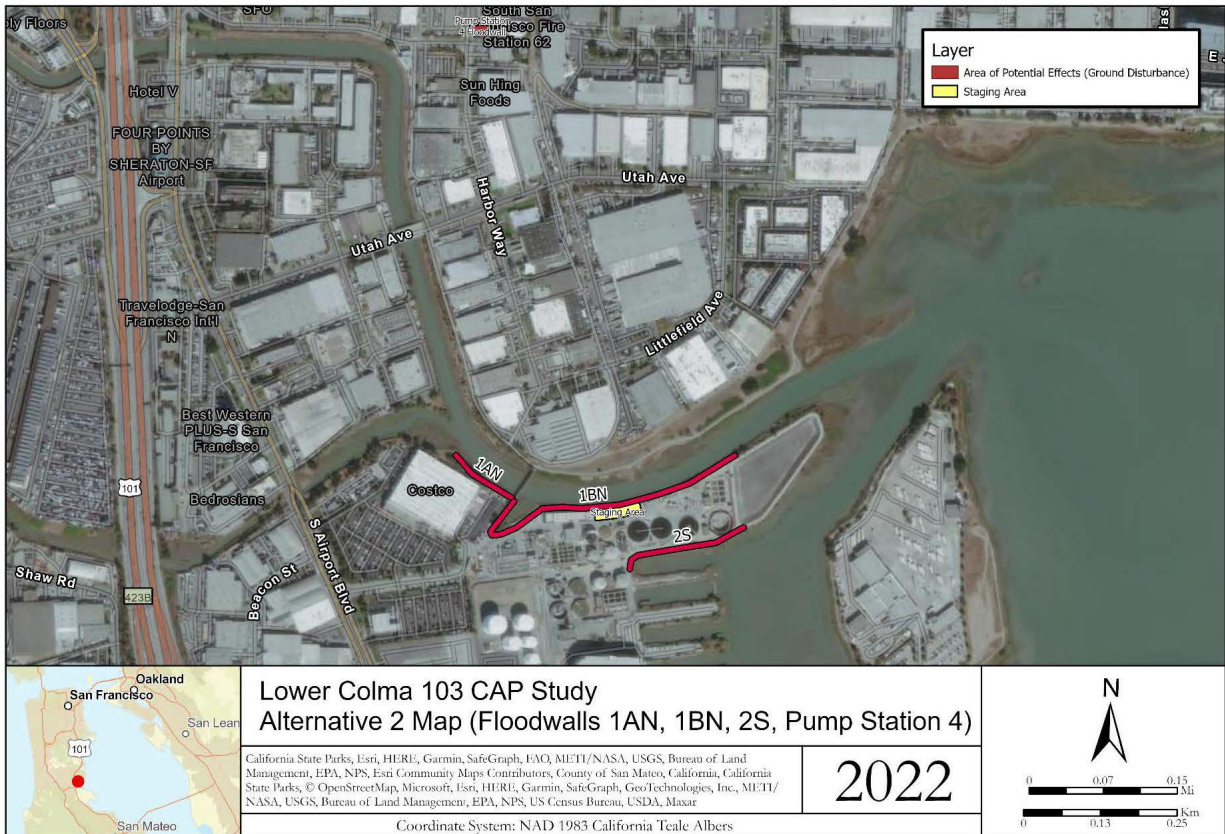 SFO
South San
Francisco Fire
Station 62
Pump Station
4 Floodwall
ly Floors
Hotel V
Sun Hing
Foods
FOUR POINTS
BY
SHERATON-SF
Airport
Utah Ave
Harbor Way
Utah Ave
Travelodge-San
Francisco Int'l
N
Littlefield Ave
Best Western
PLUS-S San
Francisco
101
Bedrosians
Costco
1AN
1BN
Staging Area
2S
S Airport Blvd
Beacon St
Shaw Rd
423B
Layer
Area of Potential Effects (Ground Disturbance)
Staging Area
E
Oakland
San Francisco
San Lean
101
San Mateo
Lower Colma 103 CAP Study
Alternative 2 Map (Floodwalls 1AN, 1BN, 2S, Pump Station 4)
California State Parks, Esri, HERE, Garmin, SafeGraph, FAO, METI/NASA, USGS, Bureau of Land
Management, EPA, NPS, Esri Community Maps Contributors, County of San Mateo, California, California
State Parks, © OpenStreetMap, Microsoft, Esri, HERE, Garmin, SafeGraph, GeoTechnologies, Inc., METI/
NASA, USGS, Bureau of Land Management, EPA, NPS, US Census Bureau, USDA, Maxar
2022
Coordinate System: NAD 1983 California Teale Albers
N
0 0.07 0.15
Mi
Km
0 0.13 0.25